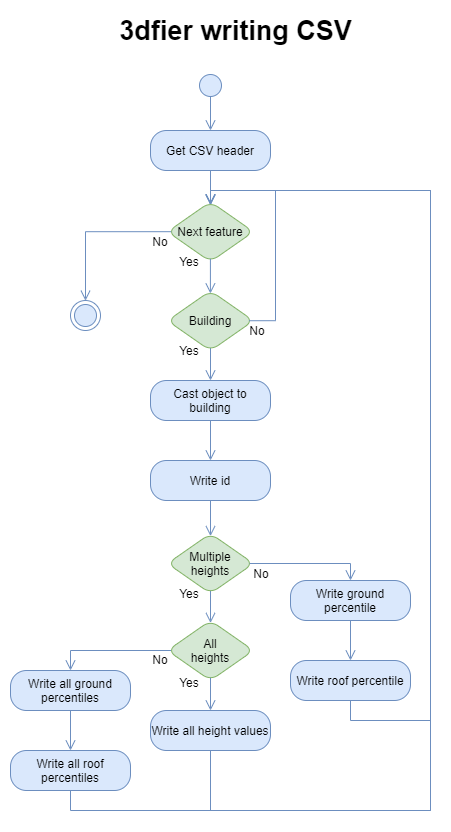 3dfier writing CSV
Get CSV header
Next feature
No
Yes
Building
No
Yes
Cast object to
building
Write id
Multiple
heights
No
Yes
Write ground
percentile
All
heights
No
Yes
Write roof percentile
Write all ground
percentiles
Write all height values
Write all roof
percentiles